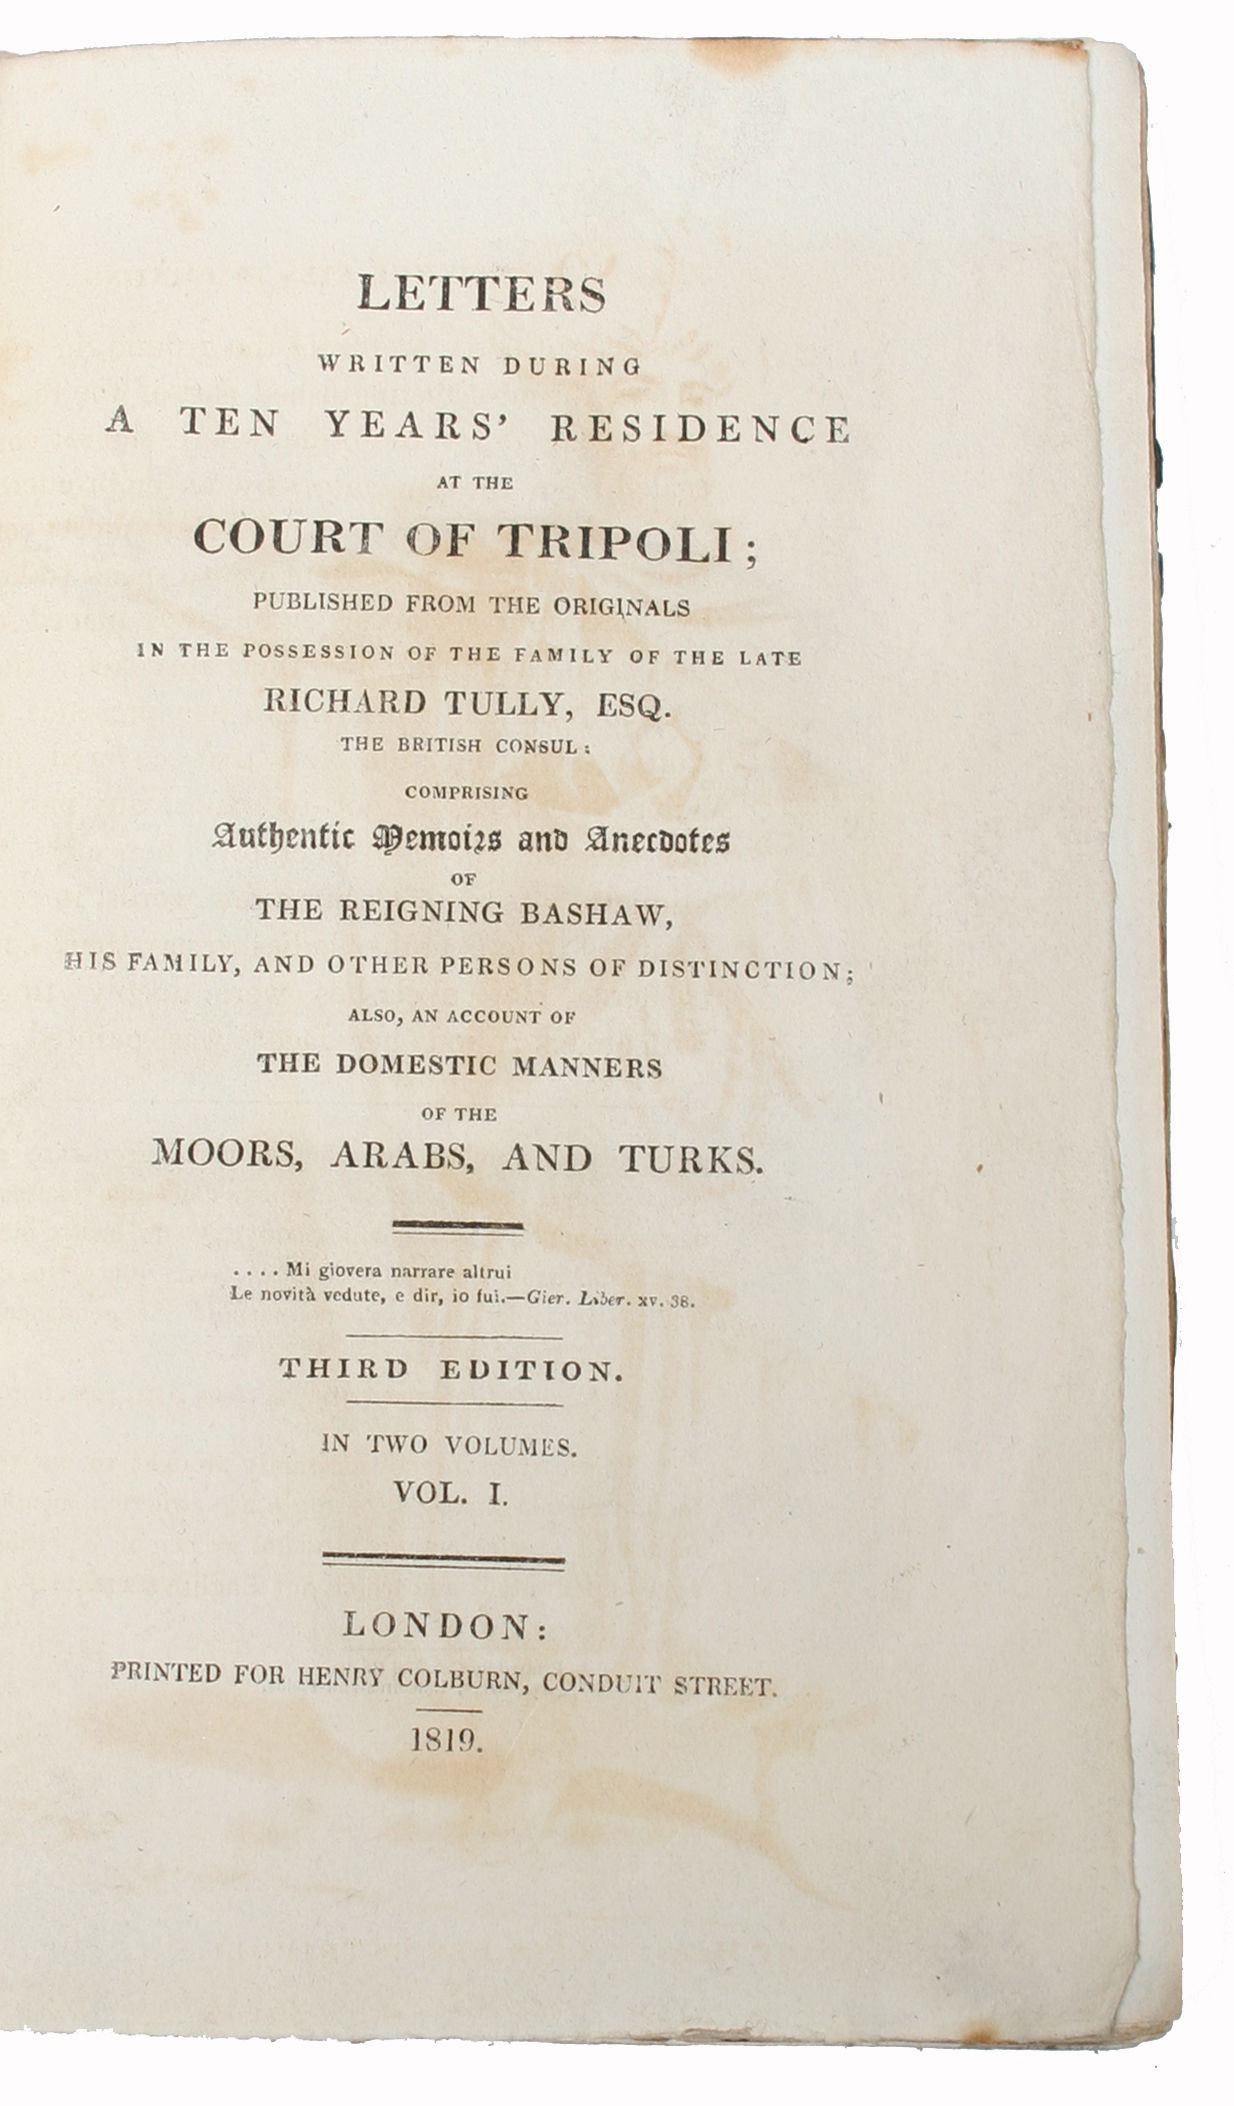 LETTERS
WRITTEN DURING
A TEN YEARS' RESIDENCE
AT THE
COURT OF TRIPOLI;
PUBLISHED FROM THE ORIGINALS
IN THE POSSESSION OF THE FAMILY OF THE LATE
RICHARD TULLY, ESQ.
THE BRITISH CONSUL:
COMPRISING
Authentic Memoirs and Anecdotes
OF
THE REIGNING BASHAW,
HIS FAMILY, AND OTHER PERSONS OF DISTINCTION;
ALSO, AN ACCOUNT OF
THE DOMESTIC MANNERS
OF THE
MOORS, ARABS, AND TURKS.
.... Mi giovera narrare altrui
Le novità vedute, e dir, io fui.—Gier. Liber. xv. 38.
THIRD EDITION.
IN TWO VOLUMES.
VOL. I.
LONDON:
PRINTED FOR HENRY COLBURN, CONDUIT STREET.
1819.